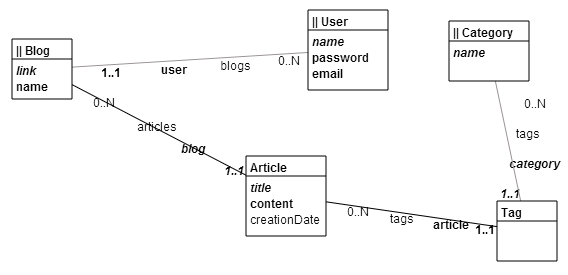 || Blog
link
name
1..1
user
blogs
0..N
|| User
name
password
email
|| Category
name
0..N
articles
blog
1..1
Article
title
content
creationDate
0..N
tags
article
1..1
0..N
tags
category
1..1
Tag